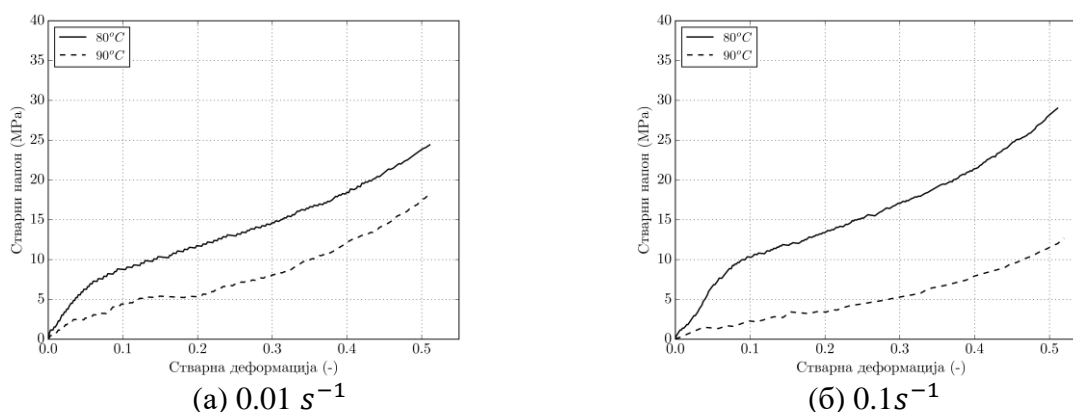 40
35
30
25
20
15
10
5
0
0.0 0.1 0.2 0.3 0.4 0.5
Стварни напон (MPa)
Стварна деформација (-)
80°C
90°C
(а) 0.01 s⁻¹
40
35
30
25
20
15
10
5
0
0.0 0.1 0.2 0.3 0.4 0.5
Стварни напон (MPa)
Стварна деформација (-)
80°C
90°C
(б) 0.1s⁻¹